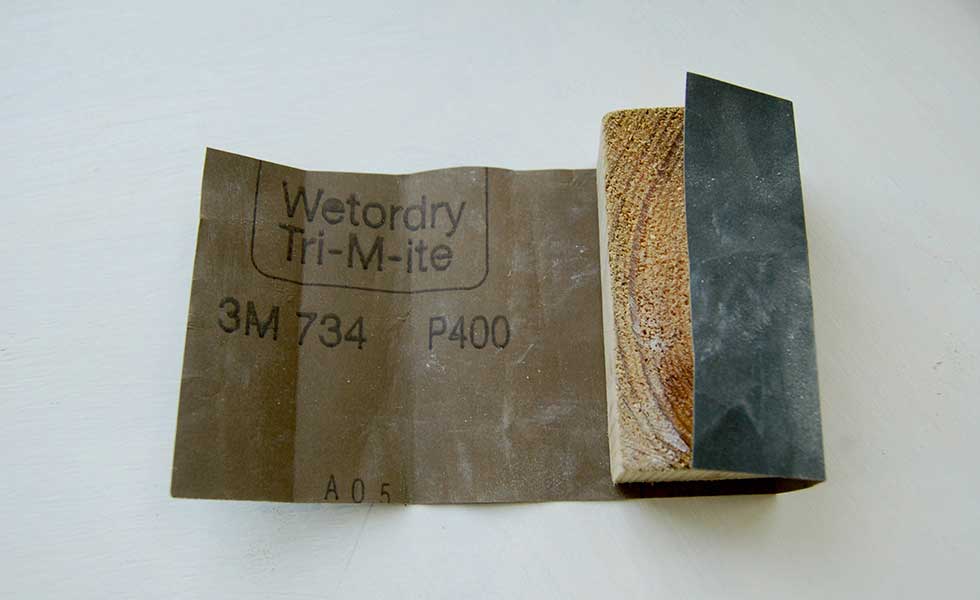 Wetordry
Tri-M-ite
3M 734 P400
A05